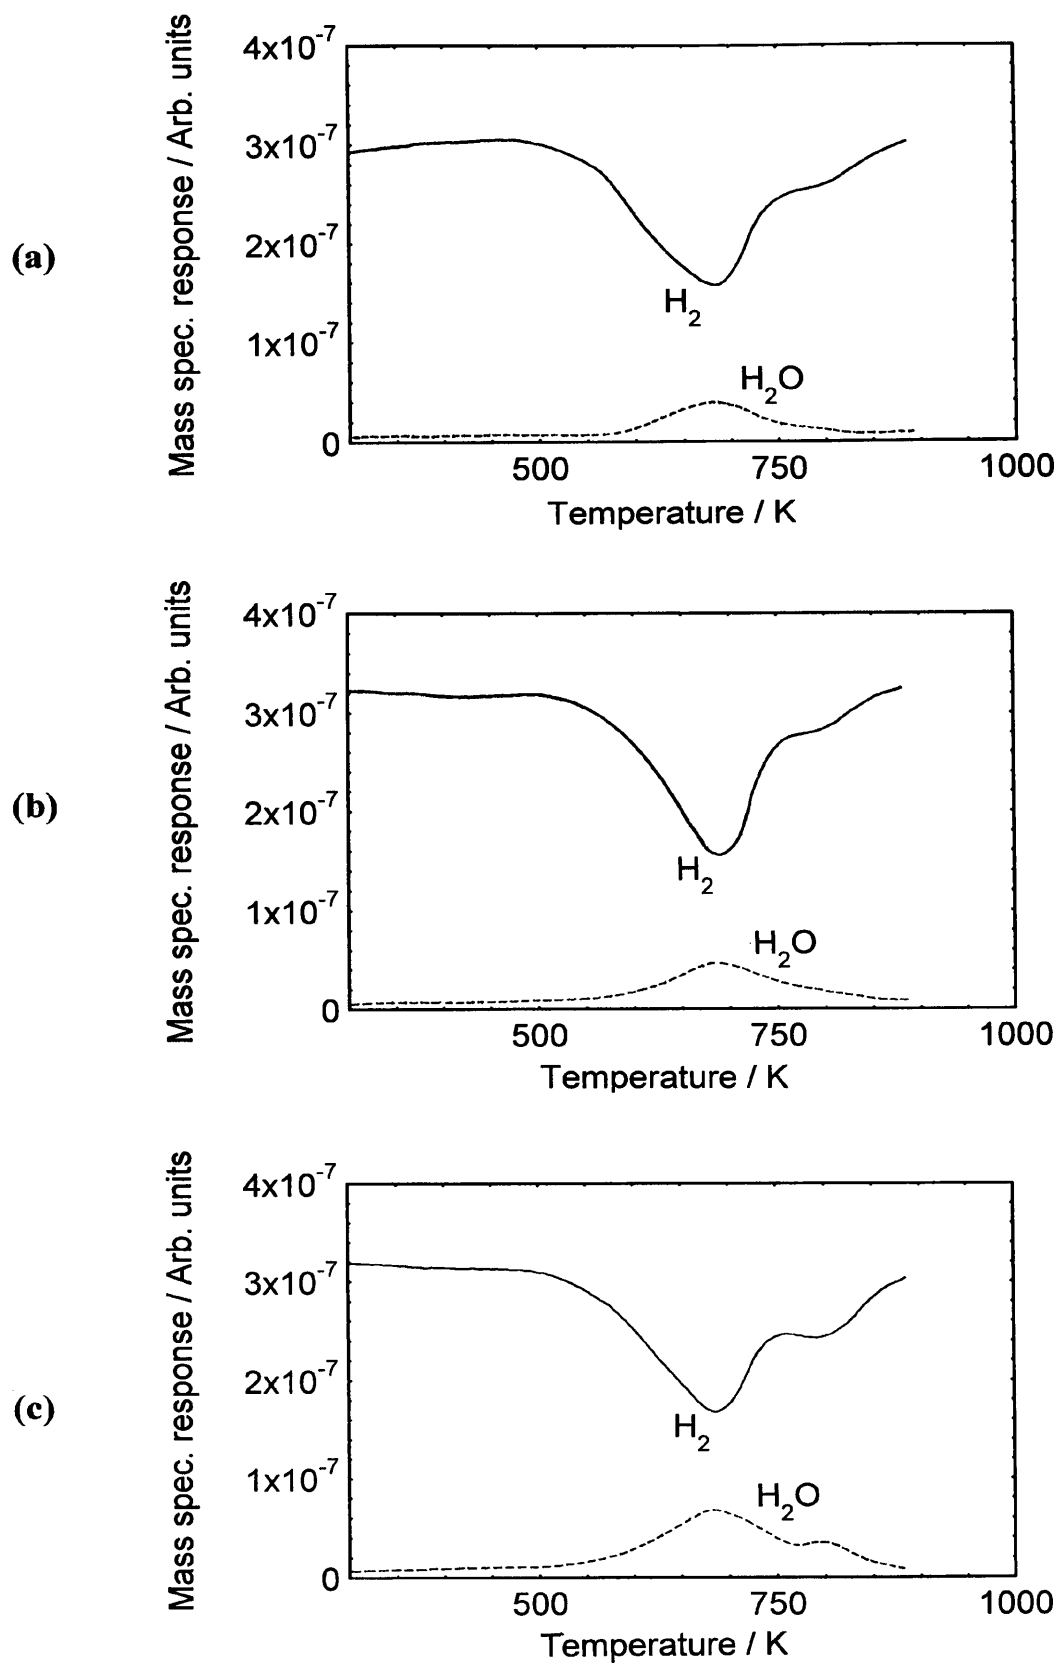 (a)
Mass spec. response / Arb. units
4x10-7
3x10-7
2x10-7
1x10-7
0
H2
H2O
500 750 1000
Temperature / K
(b)
Mass spec. response / Arb. units
4x10-7
3x10-7
2x10-7
1x10-7
0
H2
H2O
500 750 1000
Temperature / K
(c)
Mass spec. response / Arb. units
4x10-7
3x10-7
2x10-7
1x10-7
0
H2
H2O
500 750 1000
Temperature / K